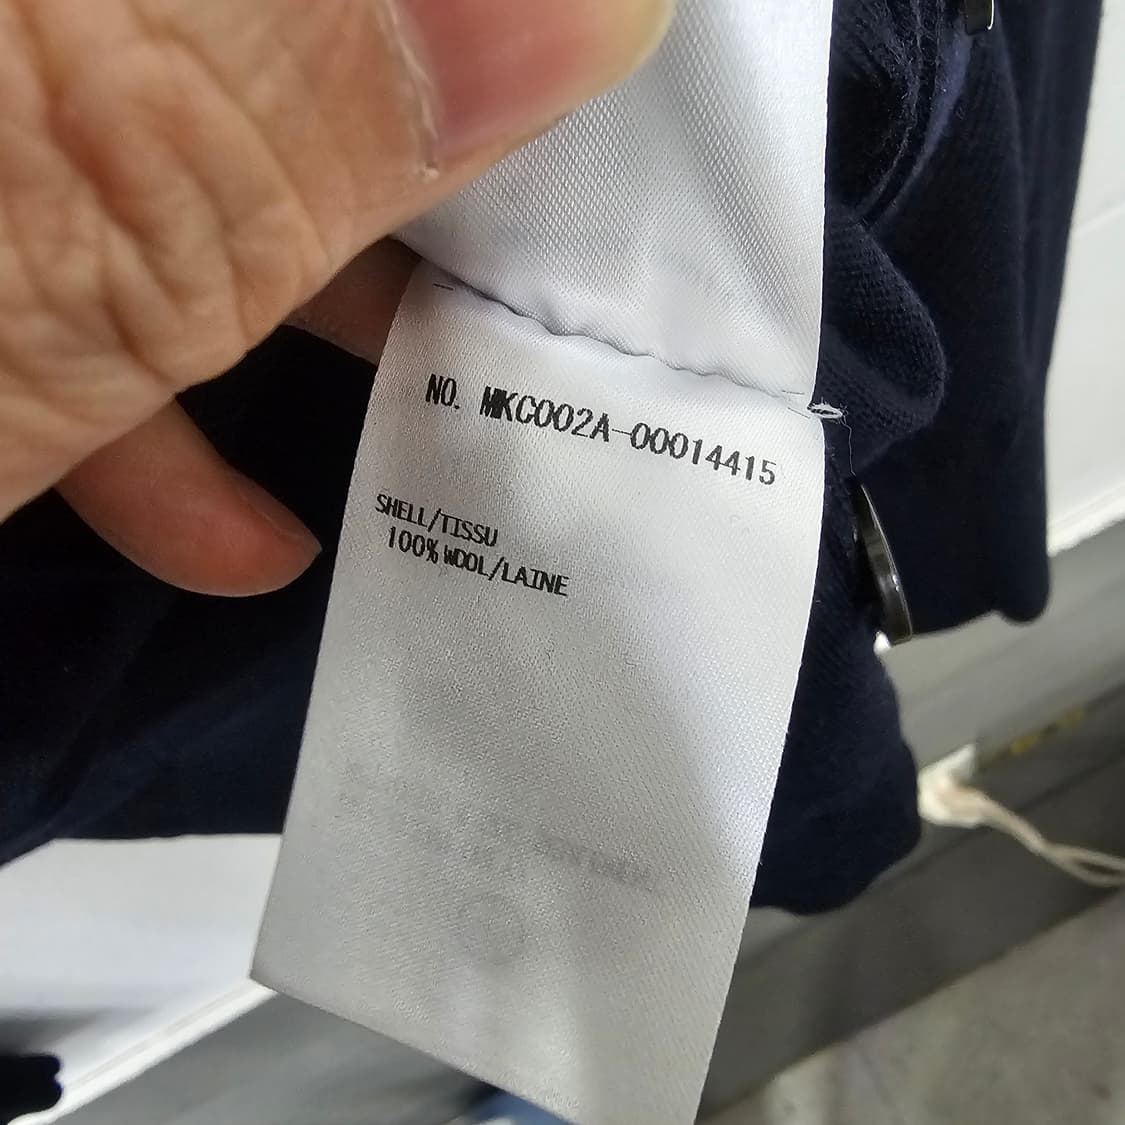 NO. MKC002A-00014415
SHELL/TISSU
100% WOOL/LAINE